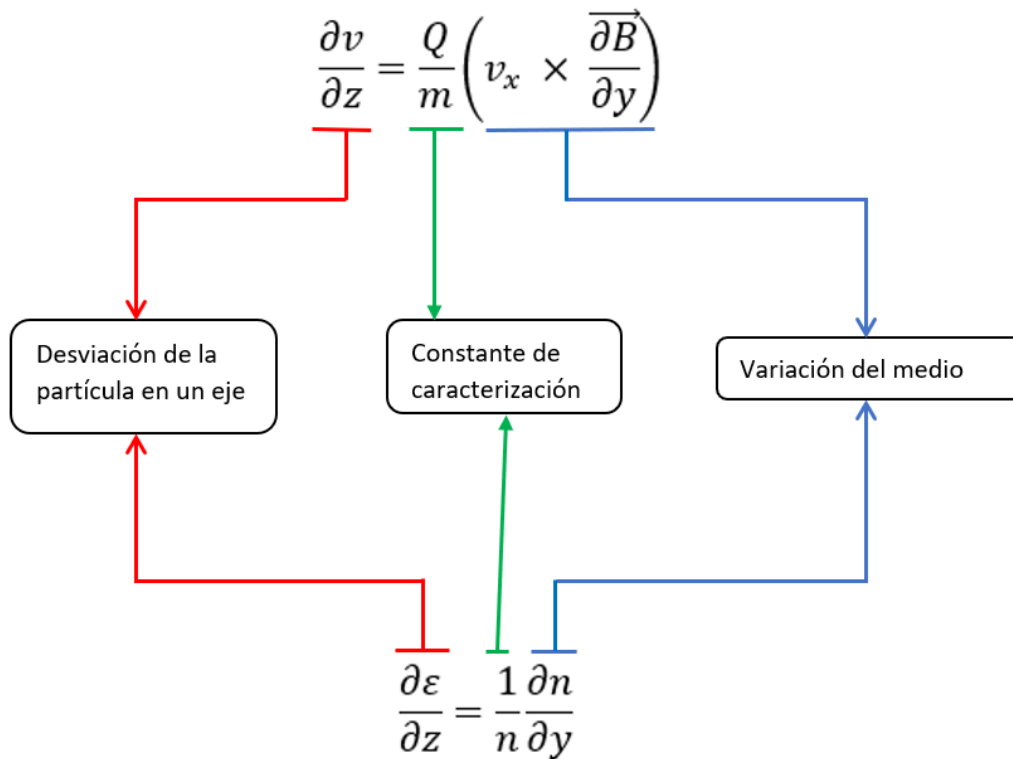 ∂v/∂z = Q/m (v_x × ∂B⃗/∂y)
Desviación de la
partícula en un eje
Constante de
caracterización
Variación del medio
∂ε/∂z = 1/n ∂n/∂y